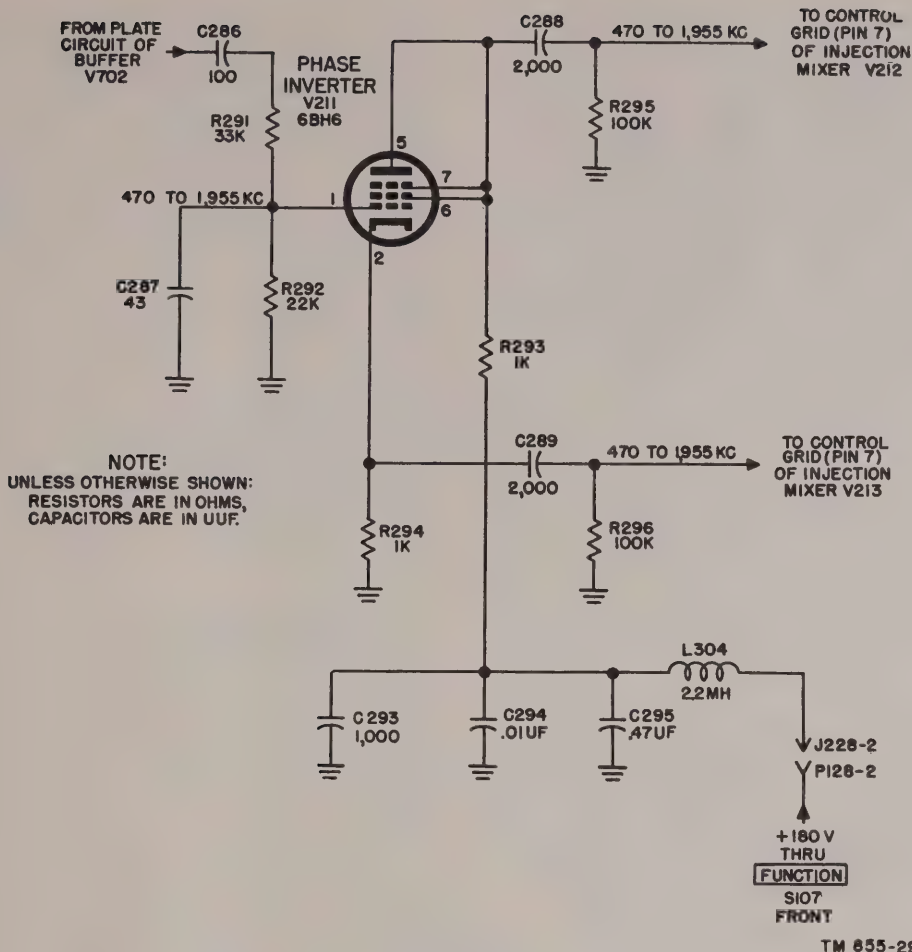 FROM PLATE
CIRCUIT OF
BUFFER
V702
C286
100
PHASE
INVERTER
V211
6BH6
C288
2,000
470 TO 1,955 KC
TO CONTROL
GRID (PIN 7)
OF INJECTION
MIXER V212
R291
33K
R295
100K
5
7
6
1
2
470 TO 1,955 KC
C287
43
R292
22K
R293
1K
NOTE:
UNLESS OTHERWISE SHOWN:
RESISTORS ARE IN OHMS,
CAPACITORS ARE IN UUF.
C289
2,000
470 TO 1,955 KC
TO CONTROL
GRID (PIN 7)
OF INJECTION
MIXER V213
R294
1K
R296
100K
L304
2.2MH
C293
1,000
C294
.01UF
C295
.47UF
J228-2
P128-2
+180 V
THRU
FUNCTION
S107
FRONT